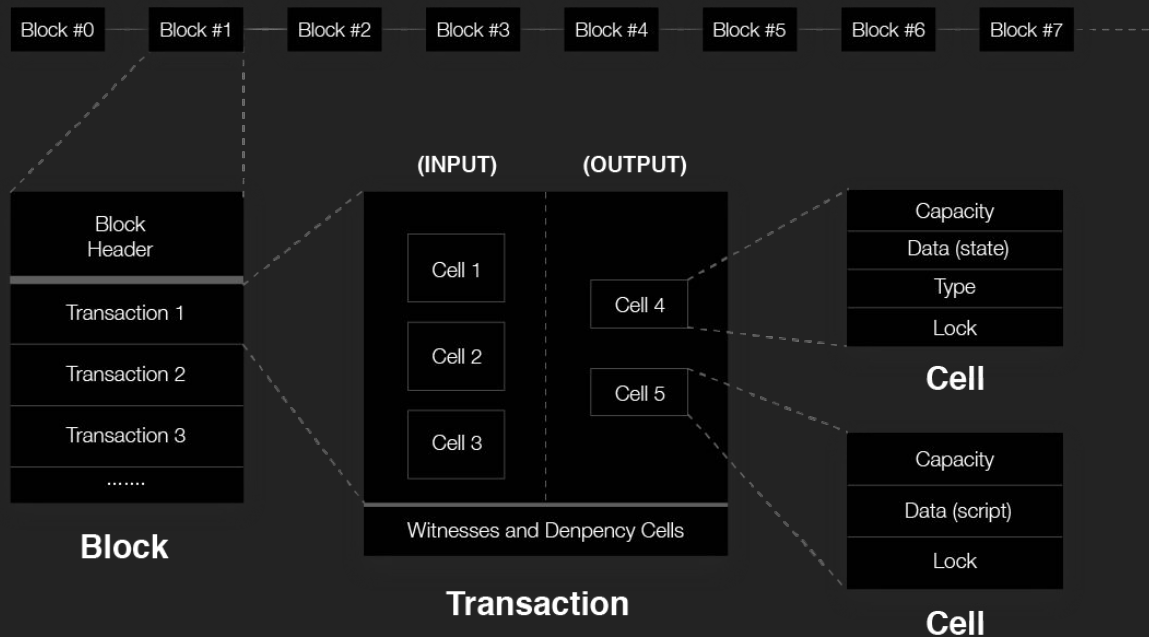 Block #0
Block #1
Block #2
Block #3
Block #4
Block #5
Block #6
Block #7
(INPUT)
(OUTPUT)
Block
Header
Transaction 1
Transaction 2
Transaction 3
.......
Block
Cell 1
Cell 2
Cell 3
Cell 4
Cell 5
Witnesses and Denpency Cells
Transaction
Capacity
Data (state)
Type
Lock
Cell
Capacity
Data (script)
Lock
Cell